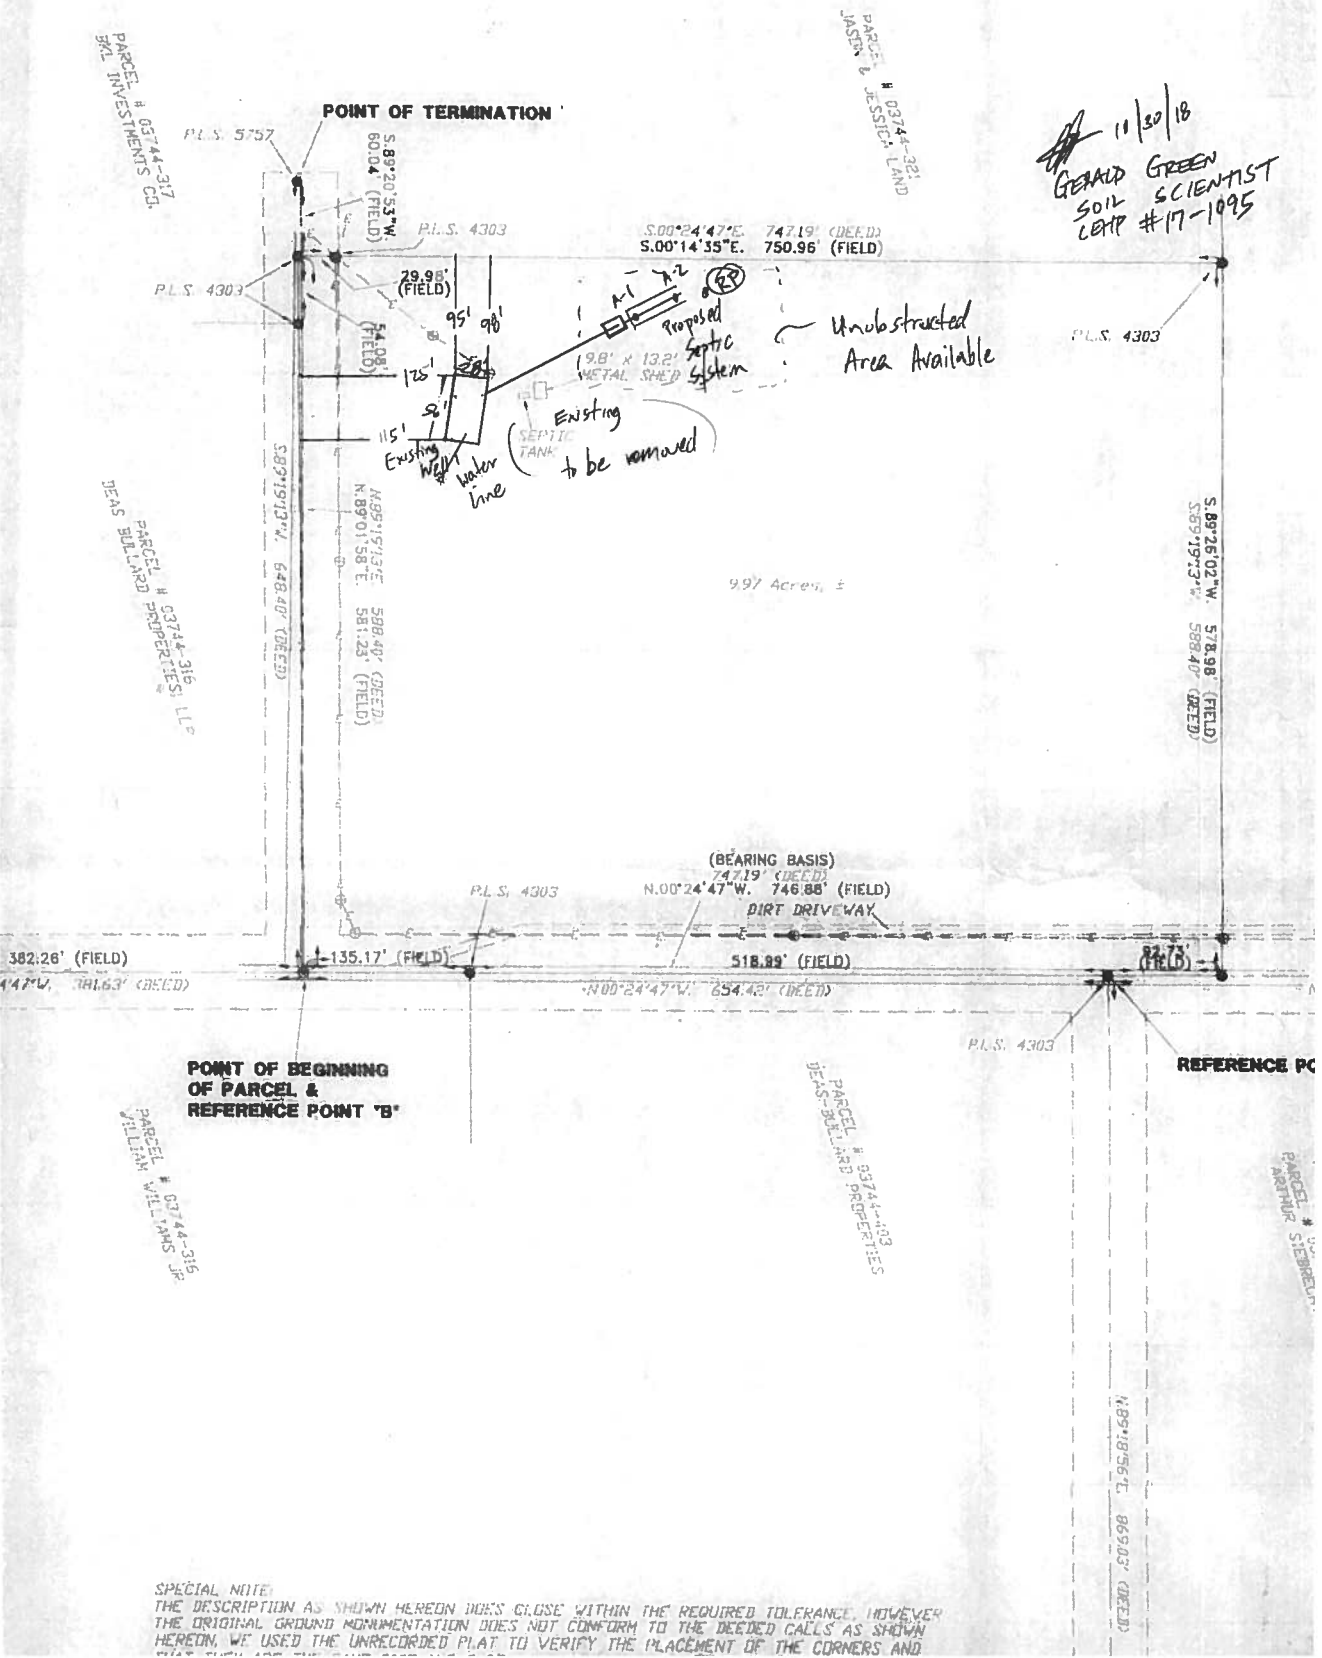 PARCEL # 03744-317
BKL INVESTMENTS CO.
P.L.S. 5757
POINT OF TERMINATION
S.89°20'53"W.
60.04' (FIELD)
P.L.S. 4303
PARCEL # 03744-321
JASON & JESSICA LAND
11/30/18
GERALD GREEN
SOIL SCIENTIST
CEHP #17-1095
S.00°24'47"E. 747.19' (DEED)
S.00°14'35"E. 750.96' (FIELD)
P.L.S. 4303
29.98'
(FIELD)
54.08'
(FIELD)
95'
98'
A-1
A-2
RP
Proposed
Septic
System
Unobstructed
Area Available
P.L.S. 4303
9.8' x 13.2'
METAL SHED
125'
28'
56'
115'
Existing
Well
Water
line
SEPTIC
TANK
Existing
to be removed
S.89°19'13"W. 648.40' (DEED)
N.89°19'13"E. 588.40' (DEED)
N.89°01'58"E. 581.23' (FIELD)
PARCEL # 03744-316
DEAS BULLARD PROPERTIES, LLP
9.97 Acres, ±
S.89°26'02"W. 578.98' (FIELD)
S.89°19'13"W. 588.40' (DEED)
(BEARING BASIS)
747.19' (DEED)
N.00°24'47"W. 746.88' (FIELD)
P.L.S. 4303
DIRT DRIVEWAY
382.26' (FIELD)
135.17' (FIELD)
518.99' (FIELD)
(FIELD)
4'47"W. 381.63' (DEED)
N00°24'47"W. 654.42' (DEED)
P.L.S. 4303
POINT OF BEGINNING
OF PARCEL &
REFERENCE POINT "B"
REFERENCE PO
PARCEL # 03744-316
WILLIAM WILLIAMS JR
PARCEL # 03744-403
DEAS-BULLARD PROPERTIES
PARCEL #
ARTHUR
N.89°18'56"E. 869.03' (DEED)
SPECIAL NOTE
THE DESCRIPTION AS SHOWN HEREON DOES CLOSE WITHIN THE REQUIRED TOLERANCE, HOWEVER
THE ORIGINAL GROUND MONUMENTATION DOES NOT CONFORM TO THE DEEDED CALLS AS SHOWN
HEREON, WE USED THE UNRECORDED PLAT TO VERIFY THE PLACEMENT OF THE CORNERS AND